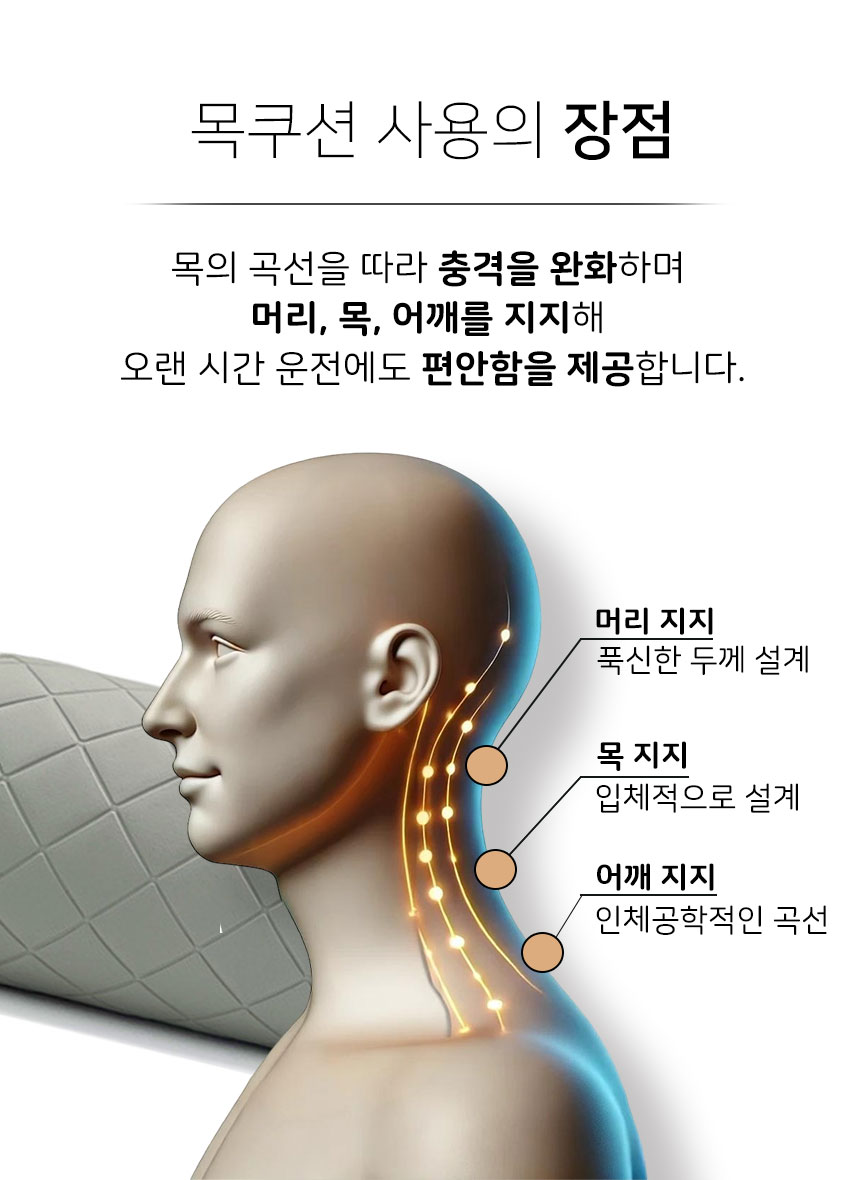 목쿠션 사용의 장점
목의 곡선을 따라 충격을 완화하며
머리, 목, 어깨를 지지해
오랜 시간 운전에도 편안함을 제공합니다.
머리 지지
푹신한 두께 설계
목 지지
입체적으로 설계
어깨 지지
인체공학적인 곡선